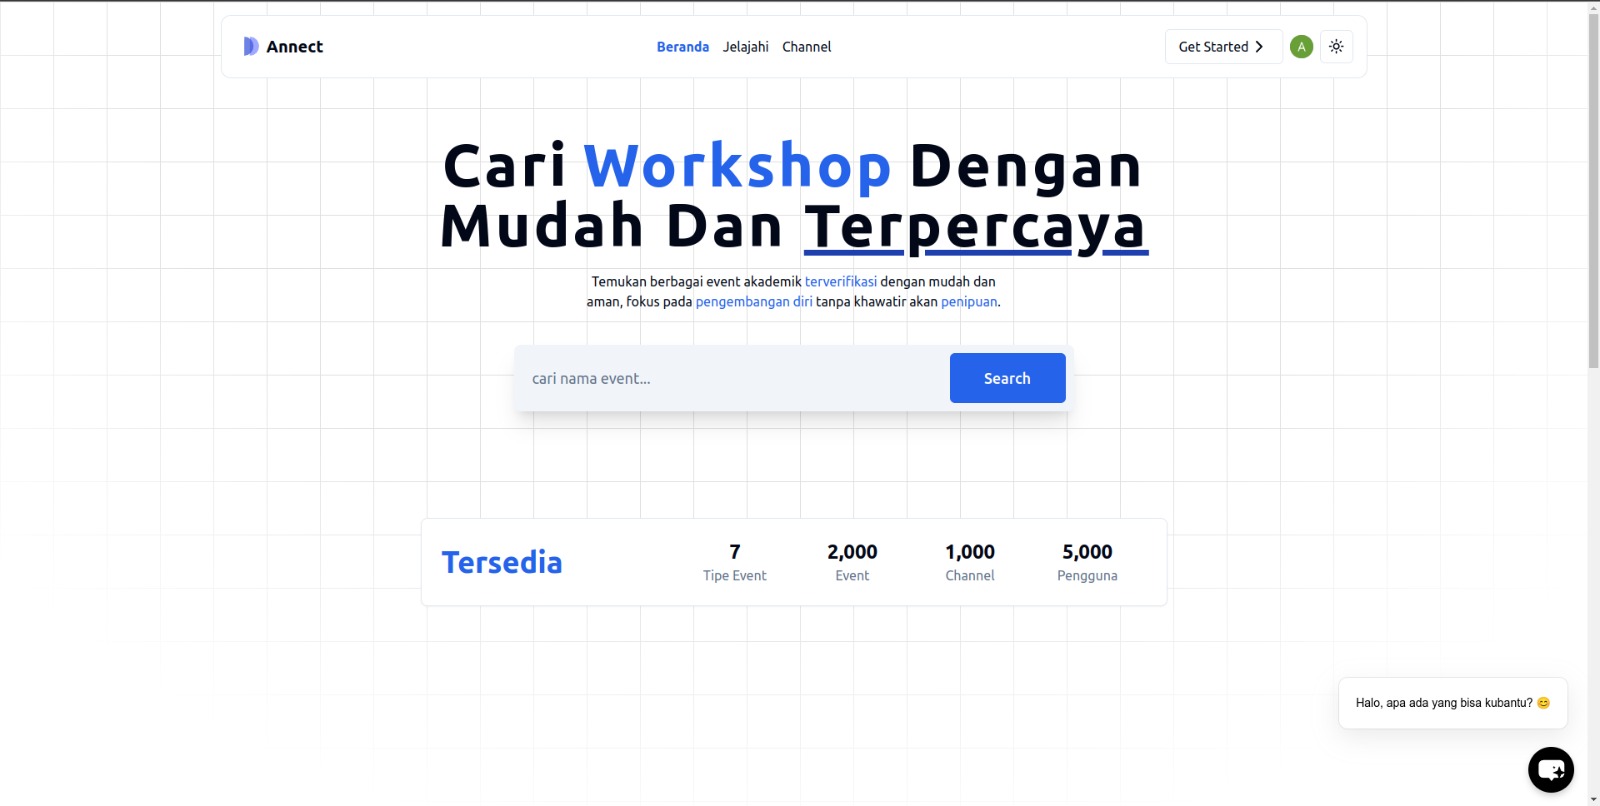 Annect
Beranda Jelajahi Channel
Get Started
A
Cari Workshop Dengan
Mudah Dan Terpercaya
Temukan berbagai event akademik terverifikasi dengan mudah dan
aman, fokus pada pengembangan diri tanpa khawatir akan penipuan.
cari nama event...
Search
Tersedia
7
Tipe Event
2,000
Event
1,000
Channel
5,000
Pengguna
Halo, apa ada yang bisa kubantu? 😊